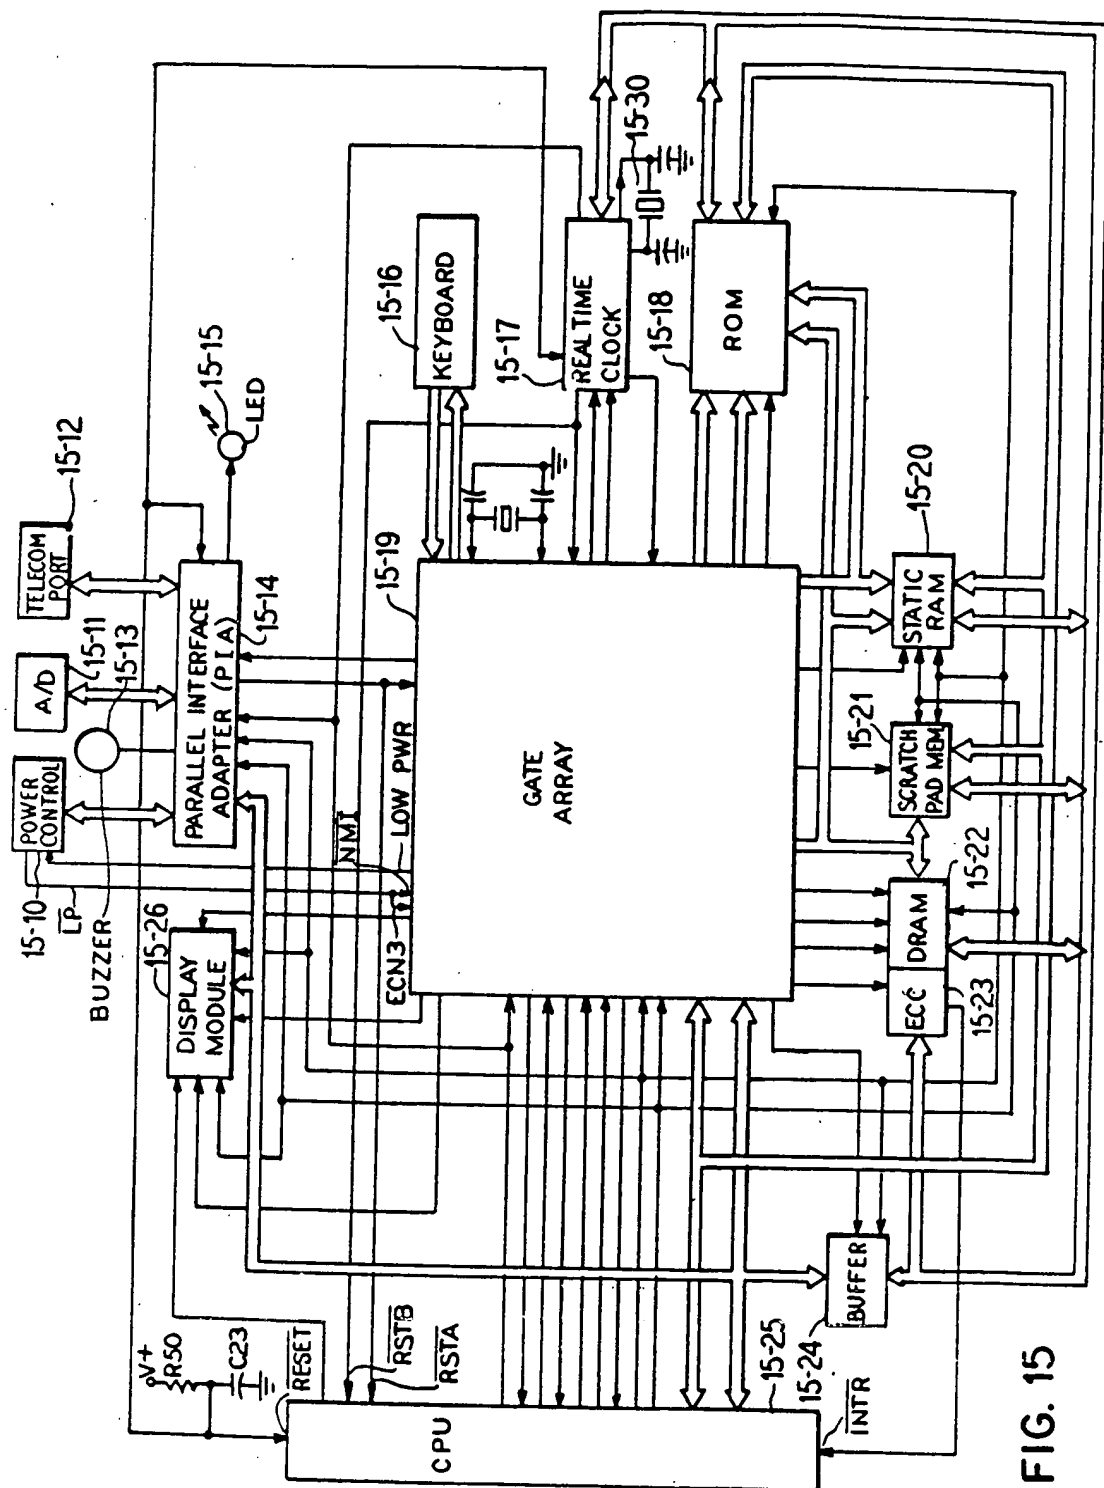 TELECOM
PORT
15-12
A/D
15-11
15-13
POWER
CONTROL
15-10
LP
BUZZER
15-26
DISPLAY
MODULE
PARALLEL INTERFACE
ADAPTER (PIA)
15-14
15-15
LED
15-16
KEYBOARD
15-17
REALTIME
CLOCK
15-30
15-18
ROM
15-19
GATE
ARRAY
LOW PWR
NMI
ECN3
15-20
STATIC
RAM
15-21
SCRATCH
PAD MEM
15-22
DRAM
15-23
ECC
15-24
BUFFER
V+
R50
C23
RESET
RSTB
RSTA
CPU
15-25
INTR
FIG. 15